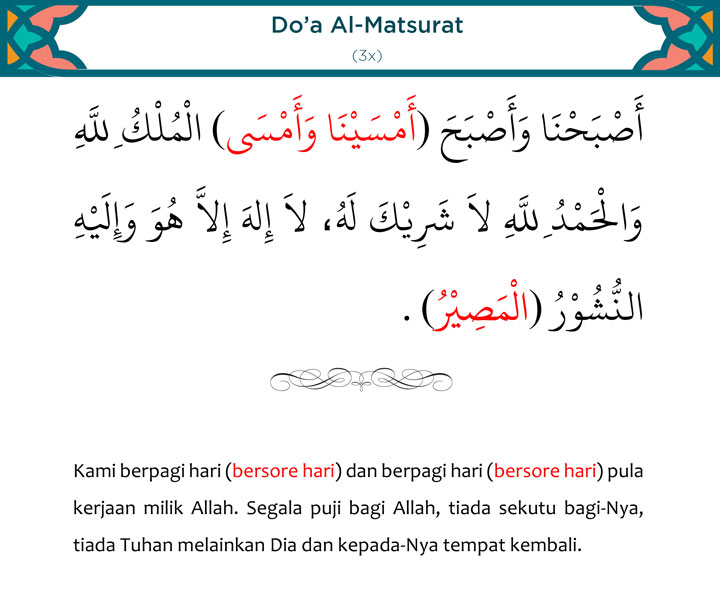 Do'a Al-Matsurat
(3x)
أَصْبَحْنَا وَأَصْبَحَ (أَمْسَيْنَا وَأَمْسَى) الْمُلْكُ لِلَّهِ
وَالْحَمْدُ لِلَّهِ لاَ شَرِيْكَ لَهُ، لاَ إِلهَ إِلاَّ هُوَ وَإِلَيْهِ
النُّشُوْرُ (الْمَصِيْرُ) .
Kami berpagi hari (bersore hari) dan berpagi hari (bersore hari) pula
kerjaan milik Allah. Segala puji bagi Allah, tiada sekutu bagi-Nya,
tiada Tuhan melainkan Dia dan kepada-Nya tempat kembali.